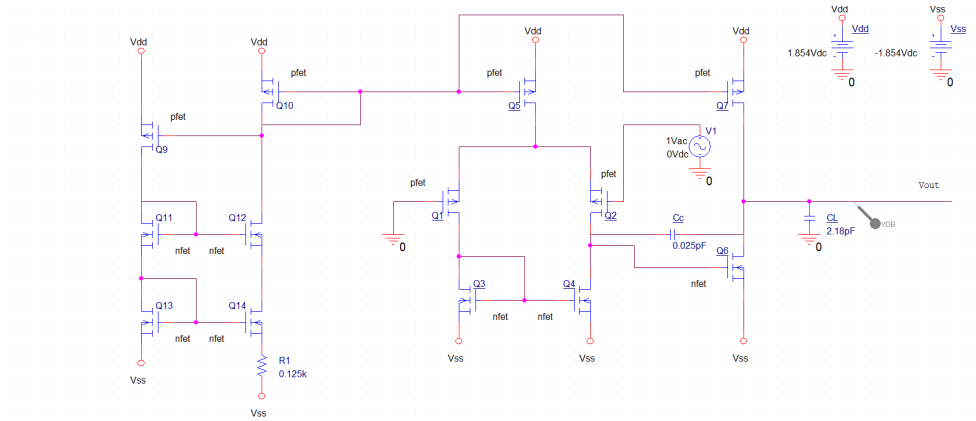 Vdd
Vss
Vdd
Vdd
Vdd
Vdd
Vdd
Vss
1.854Vdc
-1.854Vdc
0
0
pfet
pfet
pfet
Q10
Q5
Q7
pfet
Q9
V1
1Vac
0Vdc
0
pfet
pfet
Vout
Q1
Q2
Q11
Q12
Cc
CL
VDB
2.18pF
0.025pF
0
0
nfet
nfet
Q6
nfet
Q3
Q4
Q13
Q14
nfet
nfet
nfet
nfet
R1
0.125k
Vss
Vss
Vss
Vss
Vss